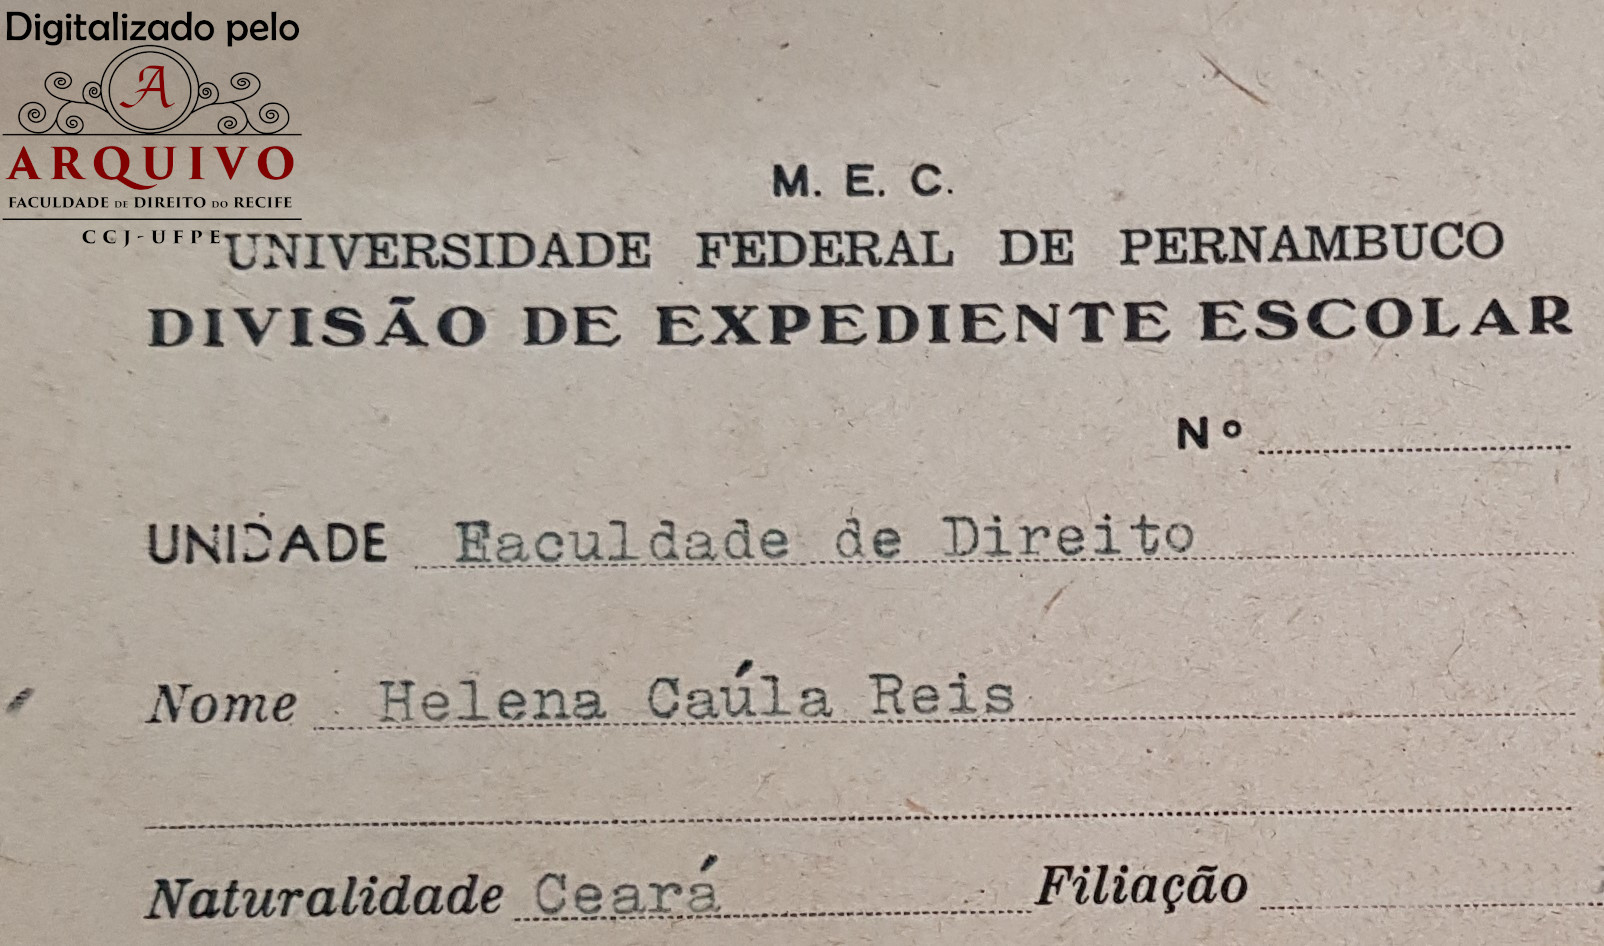 Digitalizado pelo
A
ARQUIVO
FACULDADE DE DIREITO DO RECIFE
CCJ-UFPE
M. E. C.
UNIVERSIDADE FEDERAL DE PERNAMBUCO
DIVISÃO DE EXPEDIENTE ESCOLAR
Nº
UNIDADE Faculdade de Direito
Nome Helena Caúla Reis
Naturalidade Ceará Filiação